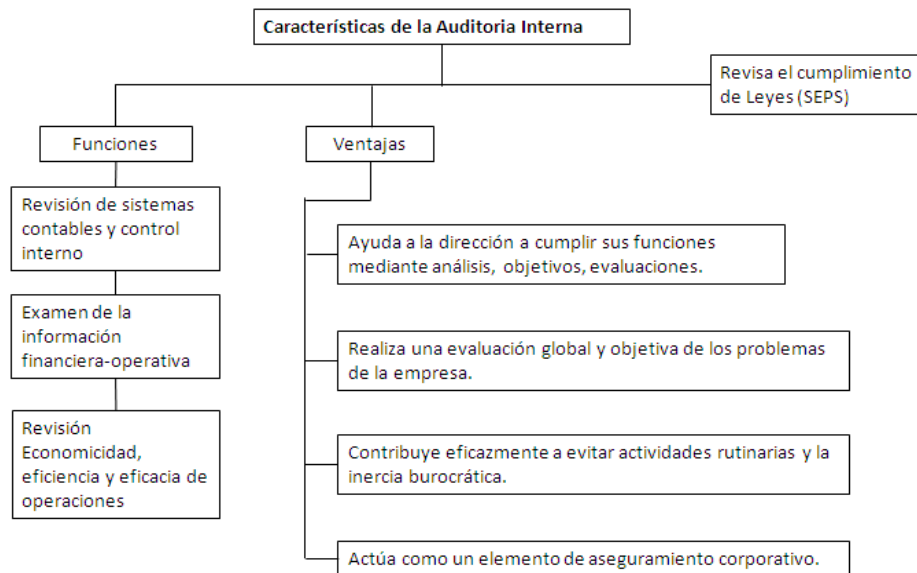 Características de la Auditoria Interna
Revisa el cumplimiento
de Leyes (SEPS)
Funciones
Ventajas
Revisión de sistemas
contables y control
interno
Examen de la
información
financiera-operativa
Revisión
Economicidad,
eficiencia y eficacia de
operaciones
Ayuda a la dirección a cumplir sus funciones
mediante análisis, objetivos, evaluaciones.
Realiza una evaluación global y objetiva de los problemas
de la empresa.
Contribuye eficazmente a evitar actividades rutinarias y la
inercia burocrática.
Actúa como un elemento de aseguramiento corporativo.